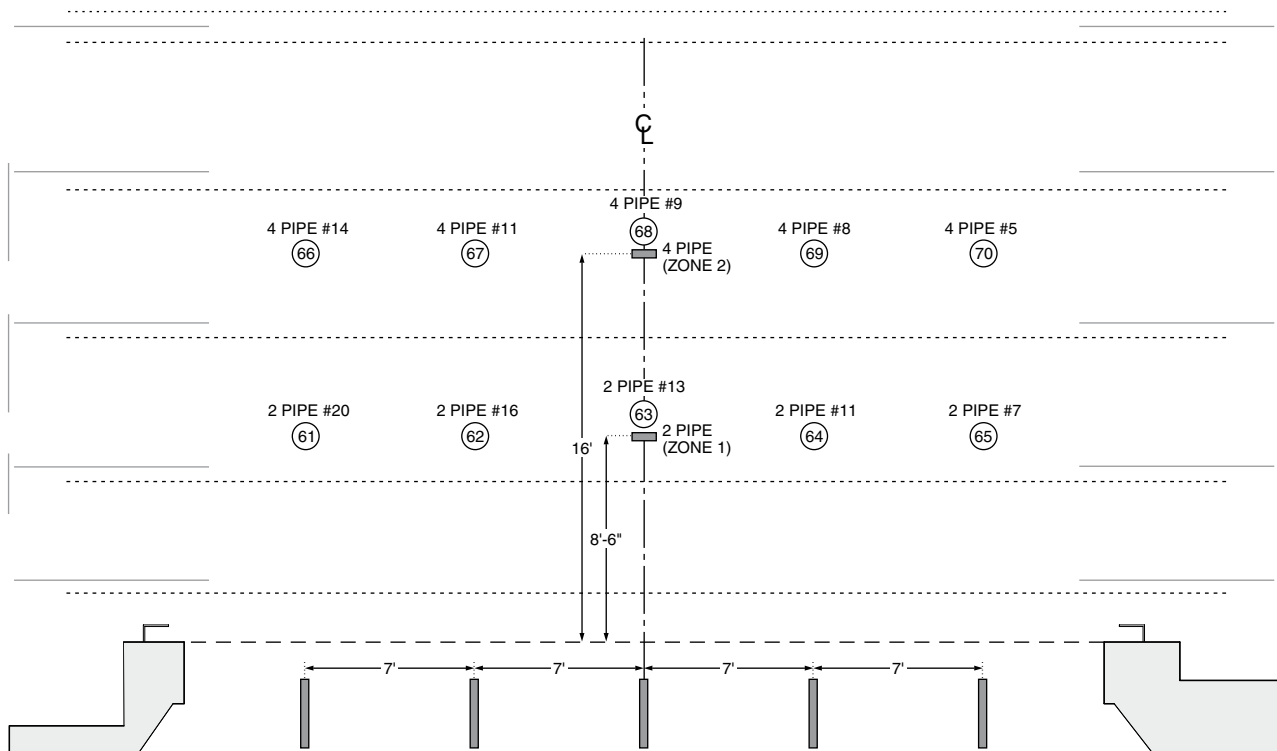 ℄
4 PIPE #9
4 PIPE #14
4 PIPE #11
4 PIPE #8
4 PIPE #5
68
66
67
4 PIPE
(ZONE 2)
69
70
2 PIPE #13
2 PIPE #20
2 PIPE #16
2 PIPE #11
2 PIPE #7
63
61
62
2 PIPE
(ZONE 1)
64
65
16'
8'-6"
7'
7'
7'
7'